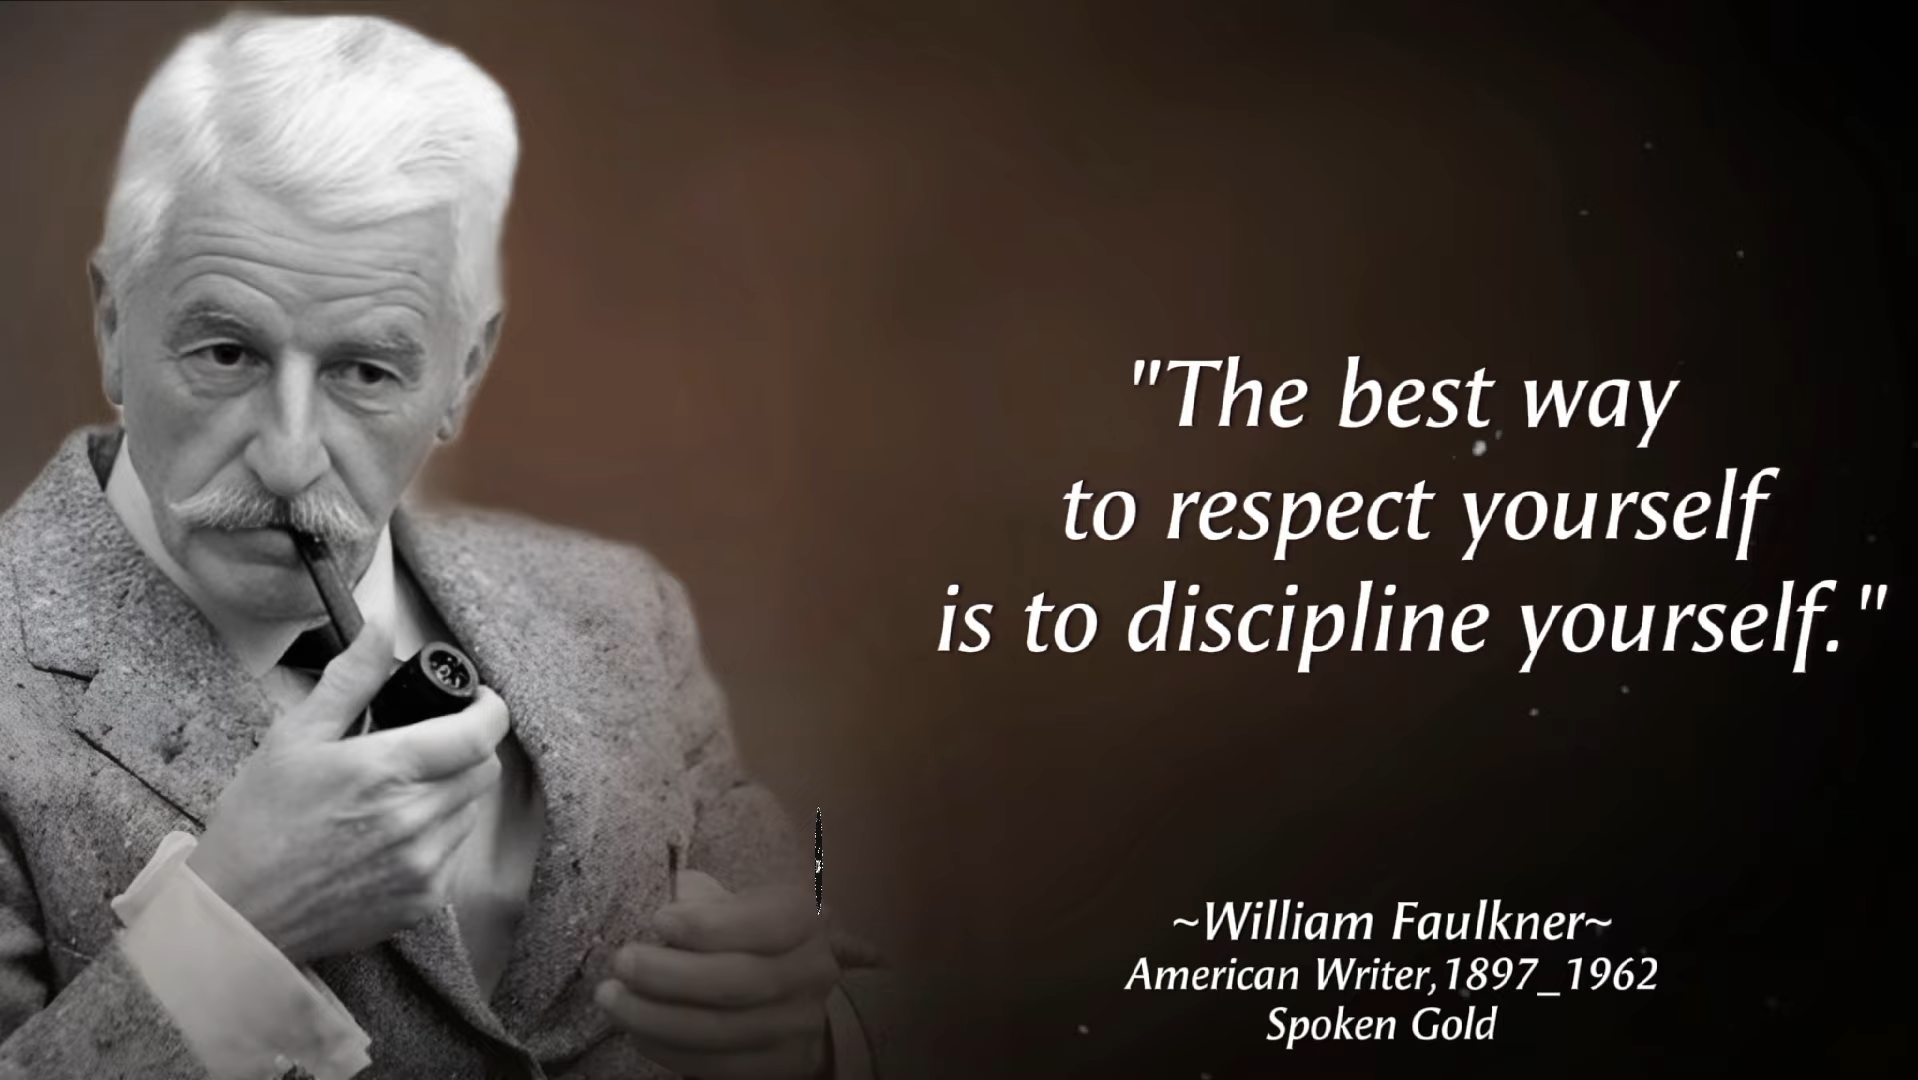 "The best way
to respect yourself
is to discipline yourself."
~William Faulkner~
American Writer,1897_1962
Spoken Gold